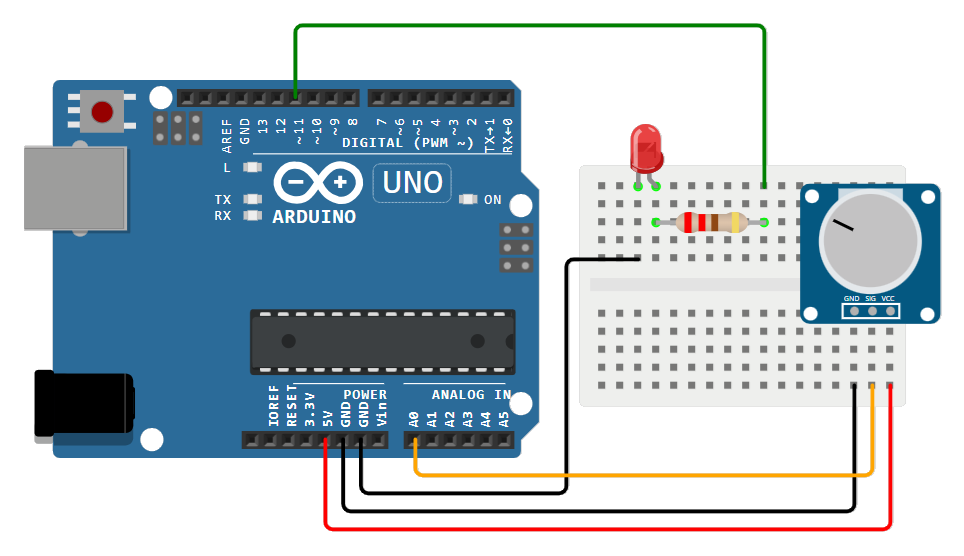 AREF
GND
13
12
~11
~10
~9
8
7
~6
~5
4
~3
2
TX→1
RX←0
DIGITAL (PWM ~)
L
TX
RX
ARDUINO
UNO
ON
GND SIG VCC
POWER
ANALOG IN
IOREF
RESET
3.3V
5V
GND
GND
Vin
A0
A1
A2
A3
A4
A5